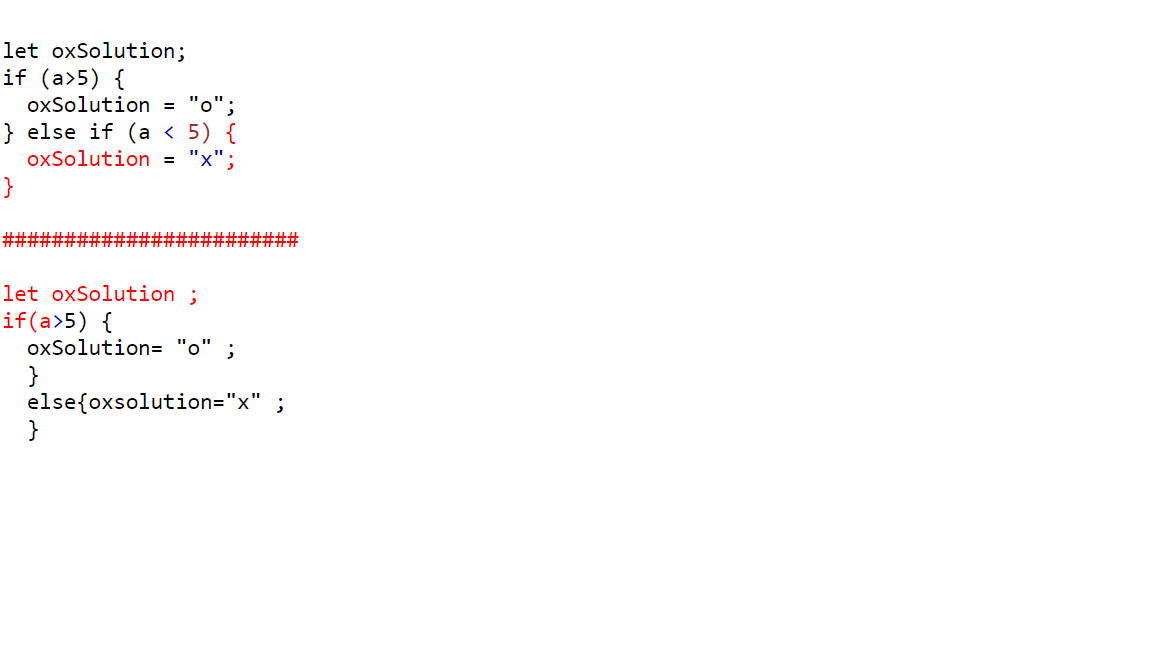 let oxSolution;
if (a>5) {
  oxSolution = "o";
} else if (a < 5) {
  oxSolution = "x";
}
########################
let oxSolution ;
if(a>5) {
  oxSolution= "o" ;
  }
  else{oxsolution="x" ;
  }